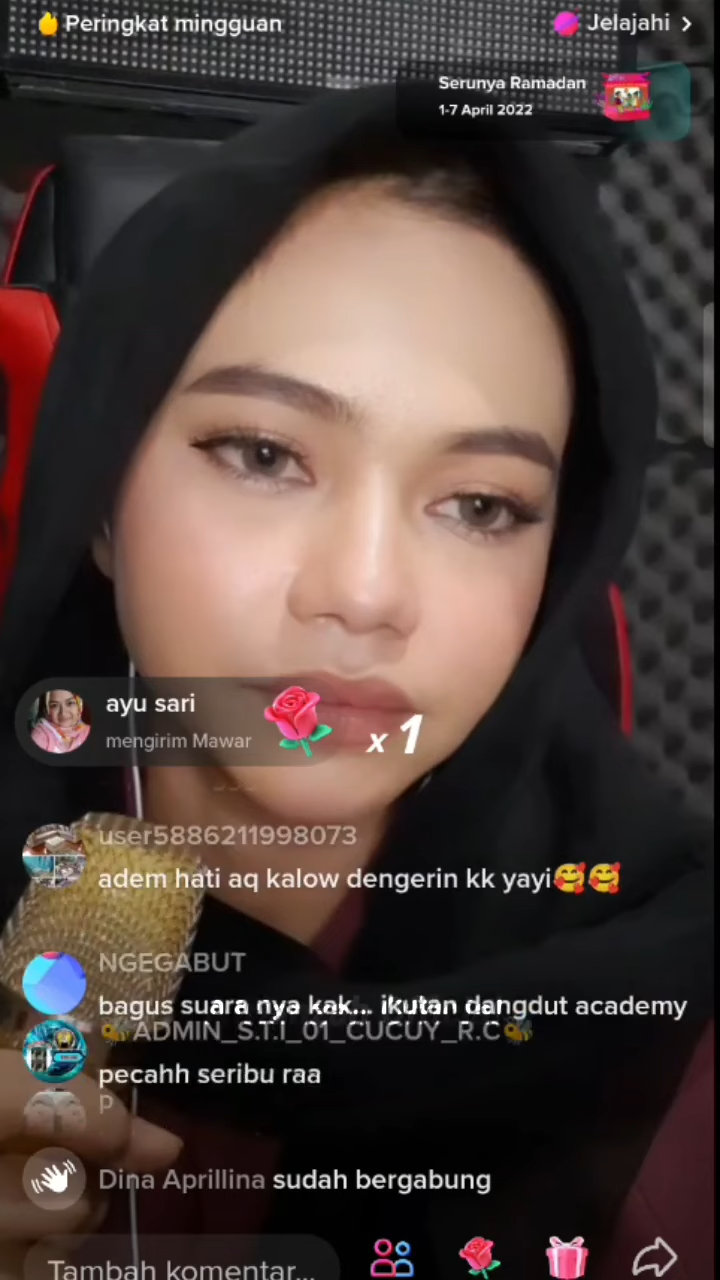 Peringkat mingguan
Jelajahi
Serunya Ramadan
1-7 April 2022
ayu sari
mengirim Mawar
x 1
user5886211998073
adem hati aq kalow dengerin kk yayi🥰🥰
NGEGABUT
bagus suara nya kak... ikutan dangdut academy
🐝ADMIN_S.T.I_01_CUCUY_R.C🐝
pecahh seribu raa
P
Dina Aprillina sudah bergabung
Tambah komentar...